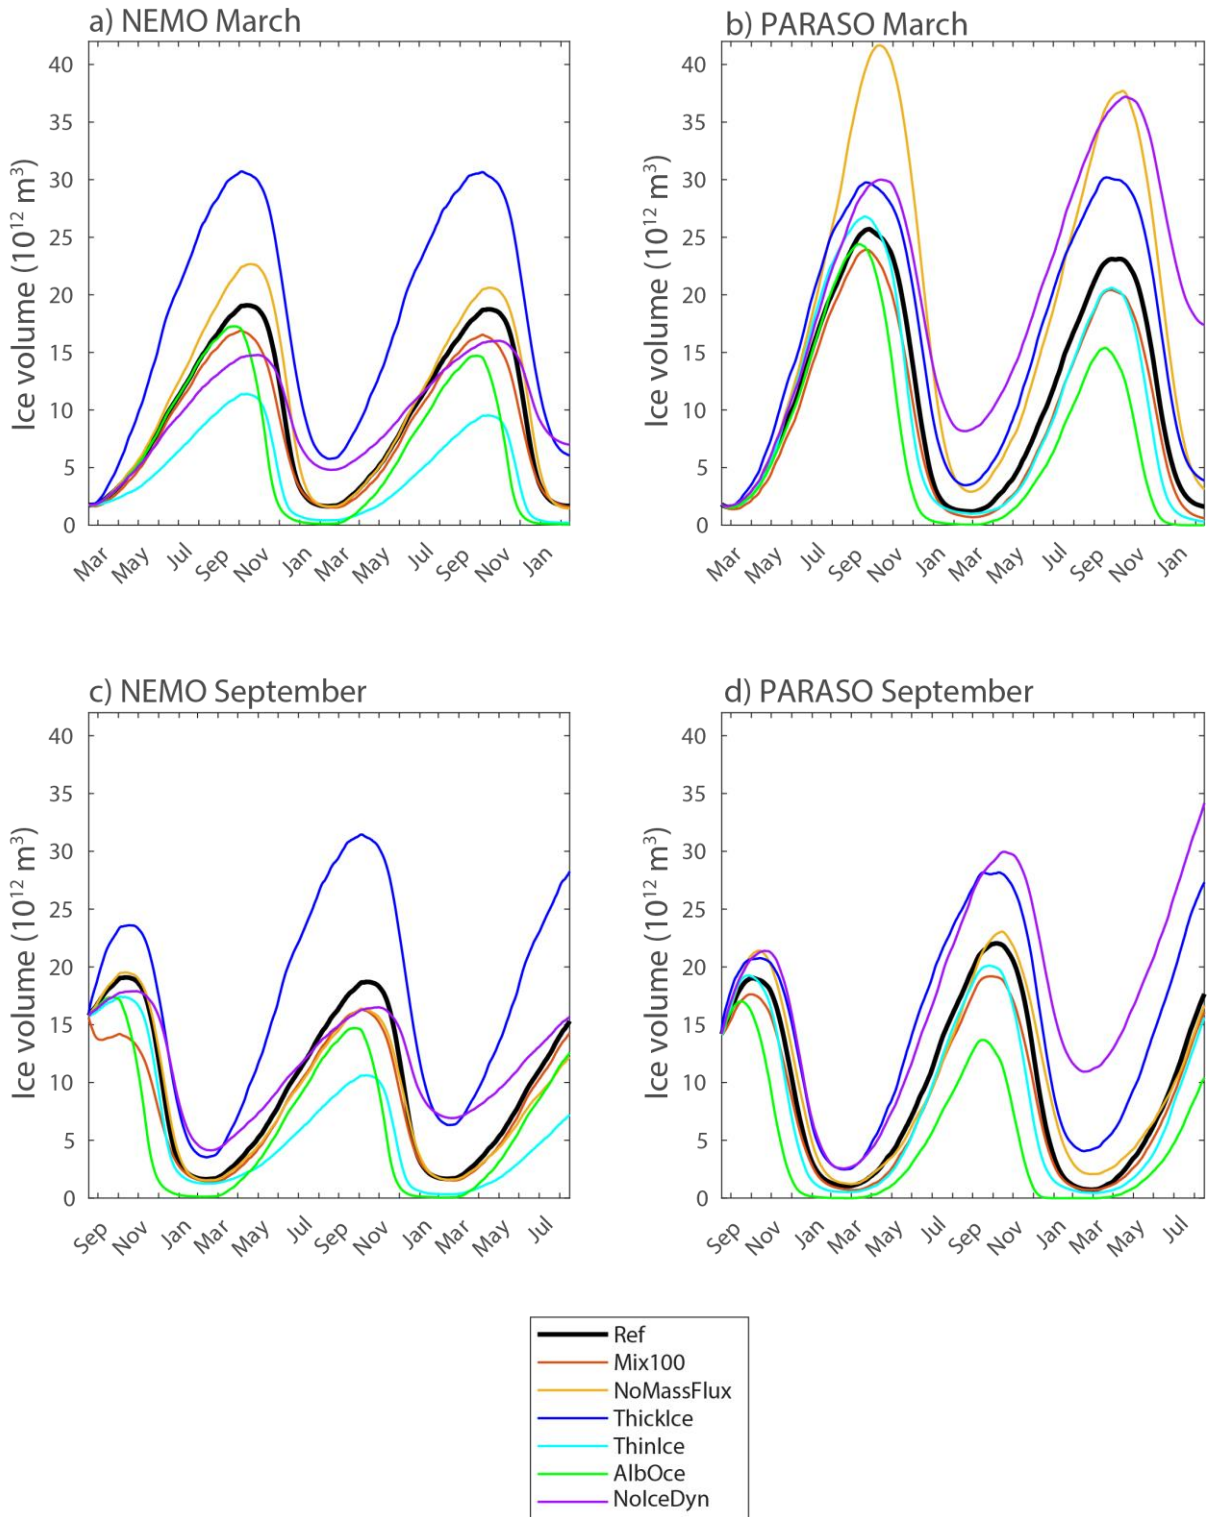 a) NEMO March
40
35
30
25
20
15
10
5
0
Ice volume (10¹² m³)
Mar May Jul Sep Nov Jan Mar May Jul Sep Nov Jan
b) PARASO March
40
35
30
25
20
15
10
5
0
Ice volume (10¹² m³)
Mar May Jul Sep Nov Jan Mar May Jul Sep Nov Jan
c) NEMO September
40
35
30
25
20
15
10
5
0
Ice volume (10¹² m³)
Sep Nov Jan Mar May Jul Sep Nov Jan Mar May Jul
d) PARASO September
40
35
30
25
20
15
10
5
0
Ice volume (10¹² m³)
Sep Nov Jan Mar May Jul Sep Nov Jan Mar May Jul
Ref
Mix100
NoMassFlux
ThickIce
ThinIce
AlbOce
NoIceDyn